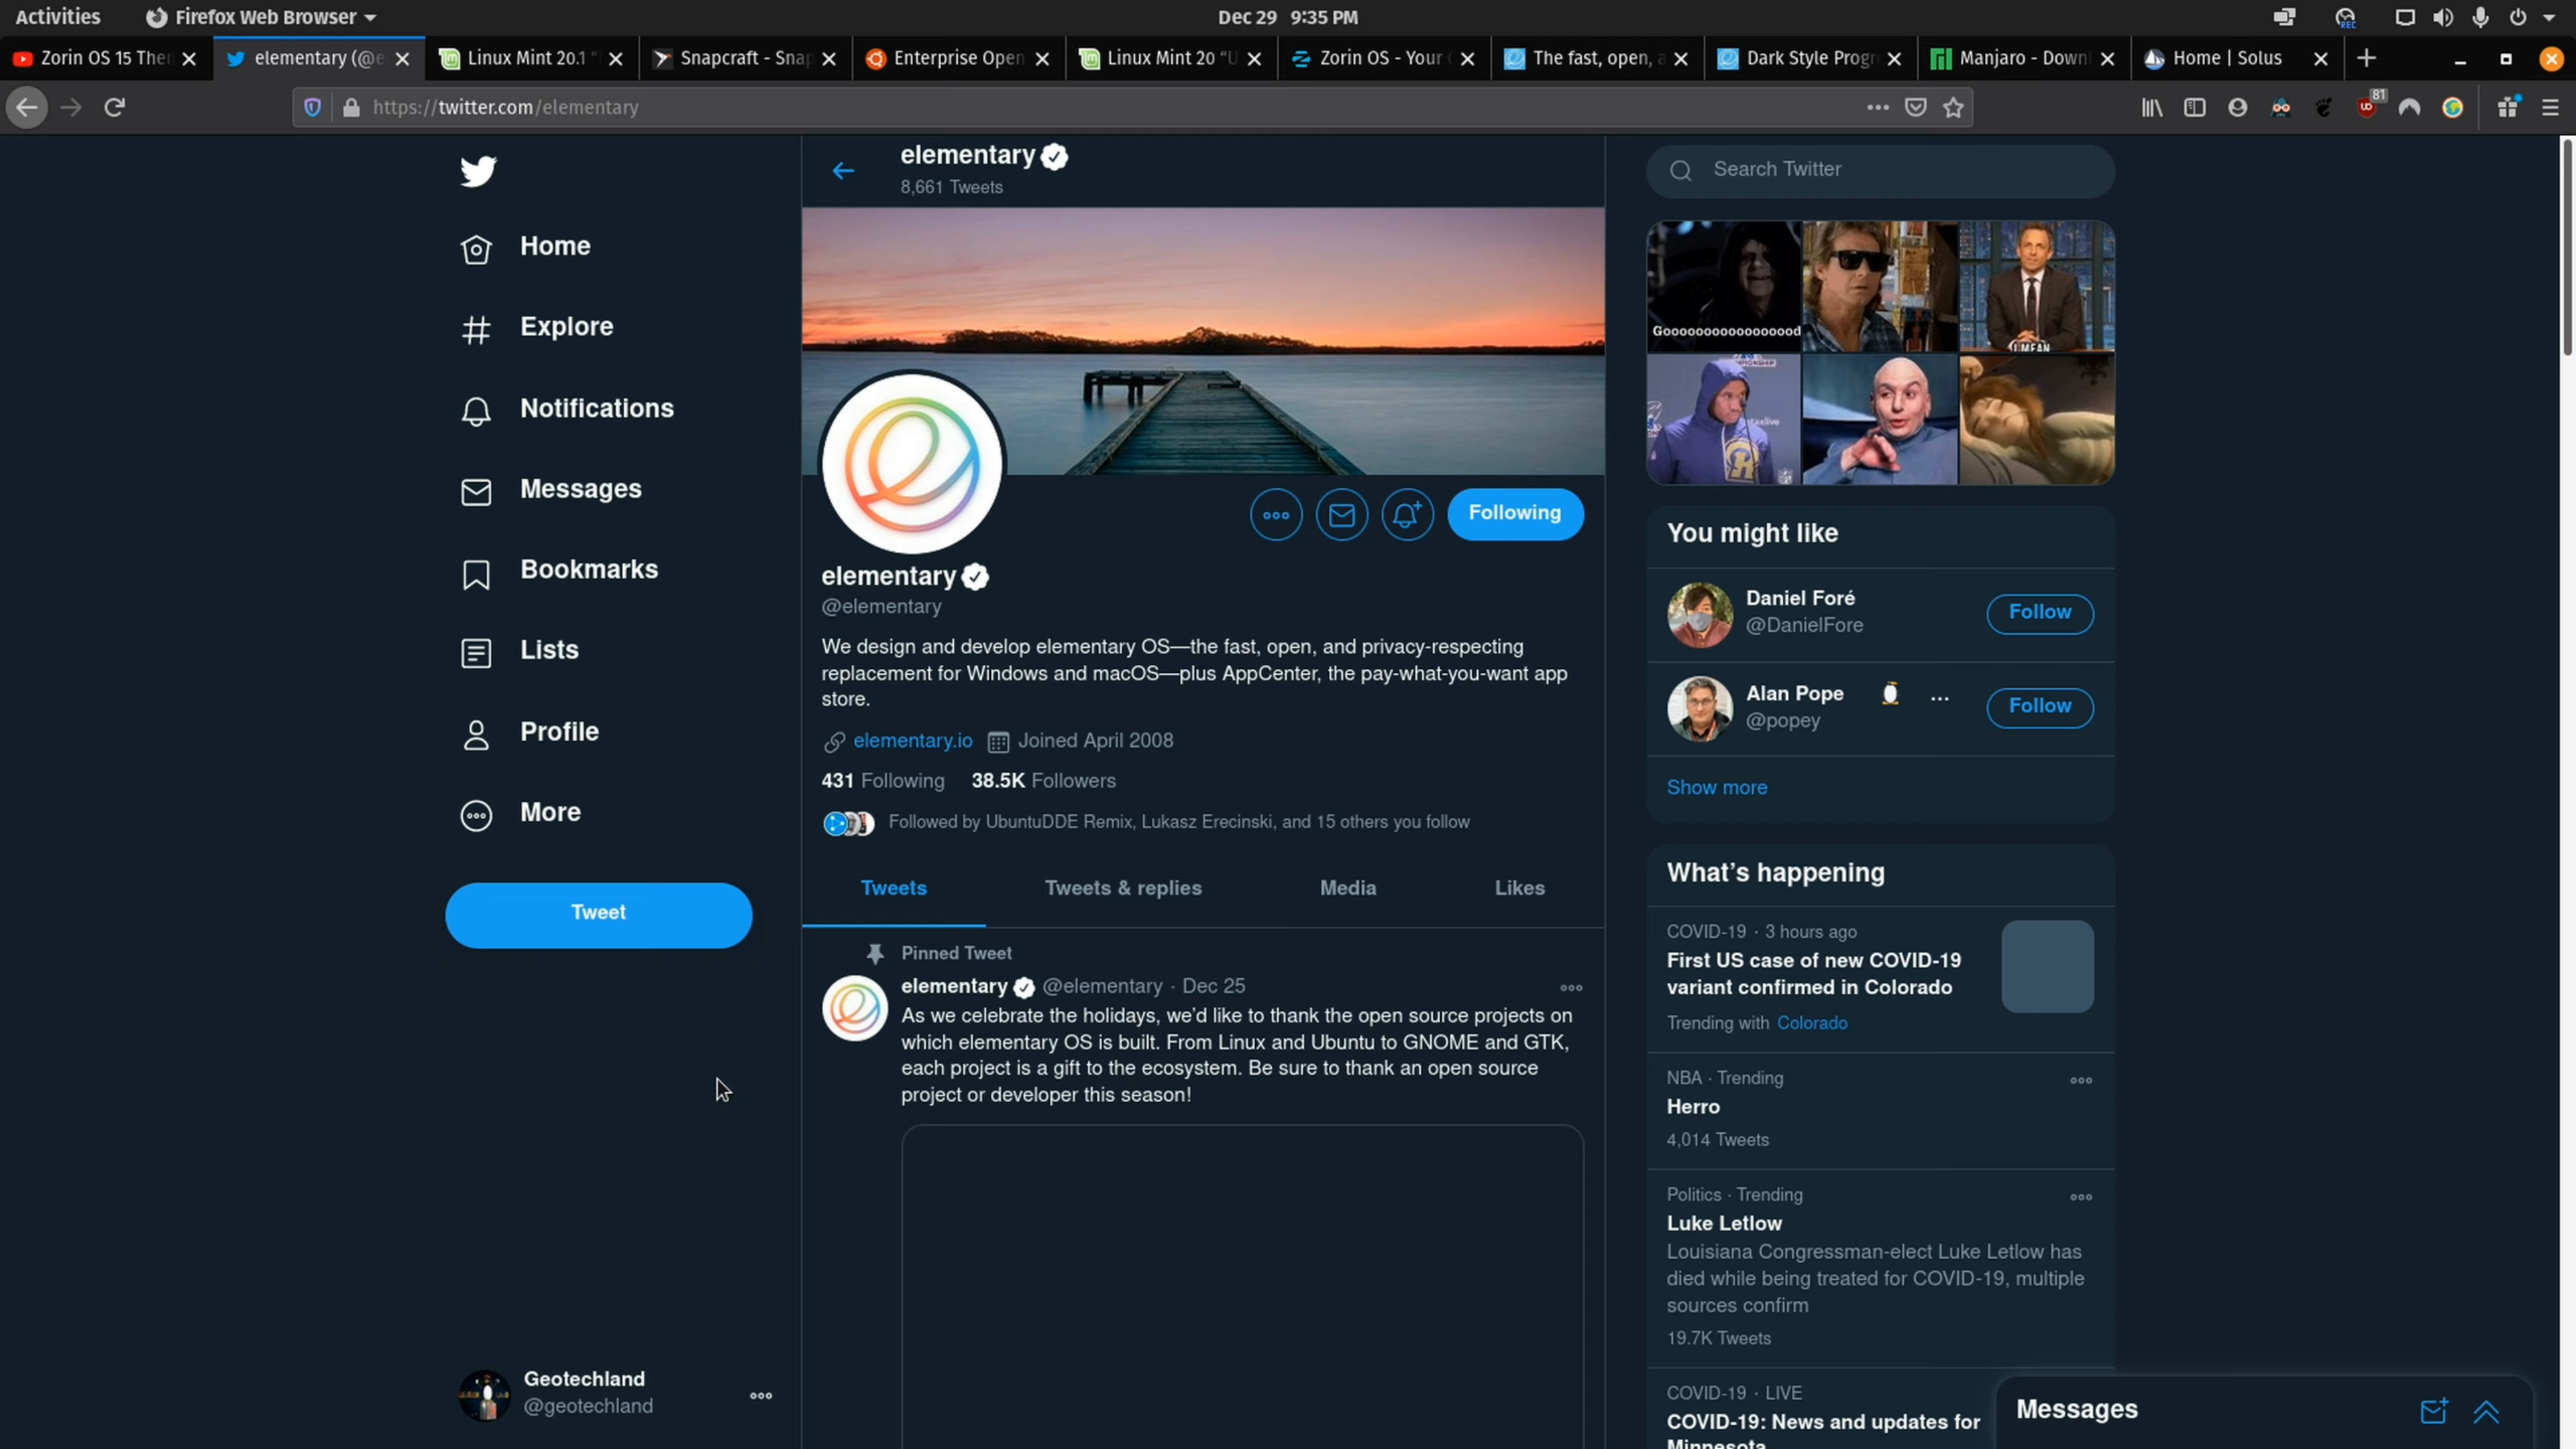 Activities
Firefox Web Browser
Dec 29 9:35 PM
REC
Zorin OS 15 Ther
elementary (@e
Linux Mint 20.1 "
Snapcraft - Snap
Enterprise Open
Linux Mint 20 "U
Zorin OS - Your
The fast, open, a
Dark Style Progr
Manjaro - Downl
Home | Solus
https://twitter.com/elementary
81
elementary
8,661 Tweets
Search Twitter
Home
Explore
Notifications
Messages
Bookmarks
Lists
Profile
More
Tweet
Geotechland
@geotechland
Following
elementary
@elementary
We design and develop elementary OS—the fast, open, and privacy-respecting
replacement for Windows and macOS—plus AppCenter, the pay-what-you-want app
store.
elementary.io Joined April 2008
431 Following 38.5K Followers
Followed by UbuntuDDE Remix, Lukasz Erecinski, and 15 others you follow
Tweets
Tweets & replies
Media
Likes
Pinned Tweet
elementary @elementary · Dec 25
As we celebrate the holidays, we'd like to thank the open source projects on
which elementary OS is built. From Linux and Ubuntu to GNOME and GTK,
each project is a gift to the ecosystem. Be sure to thank an open source
project or developer this season!
Goooooooooooooooood
I MEAN
You might like
Daniel Foré
@DanielFore
Follow
Alan Pope ...
@popey
Follow
Show more
What's happening
COVID-19 · 3 hours ago
First US case of new COVID-19
variant confirmed in Colorado
Trending with Colorado
NBA · Trending
Herro
4,014 Tweets
Politics · Trending
Luke Letlow
Louisiana Congressman-elect Luke Letlow has
died while being treated for COVID-19, multiple
sources confirm
19.7K Tweets
COVID-19 · LIVE
COVID-19: News and updates for
Minnesota
Messages